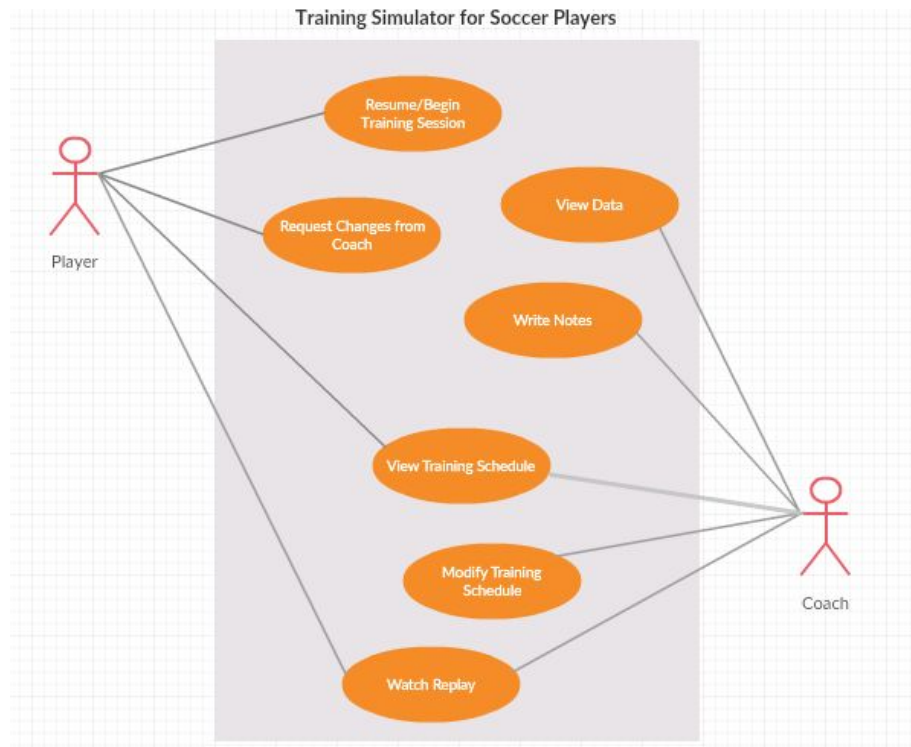 Training Simulator for Soccer Players
Resume/Begin
Training Session
View Data
Request Changes from
Coach
Player
Write Notes
View Training Schedule
Modify Training
Schedule
Coach
Watch Replay